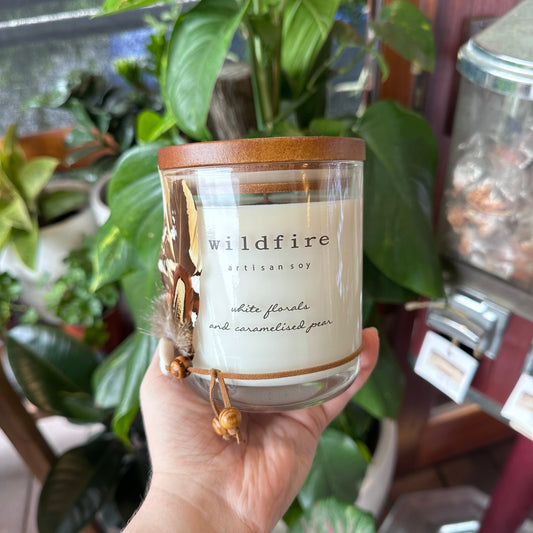 wildfire
artisan soy
white florals
and caramelised pear